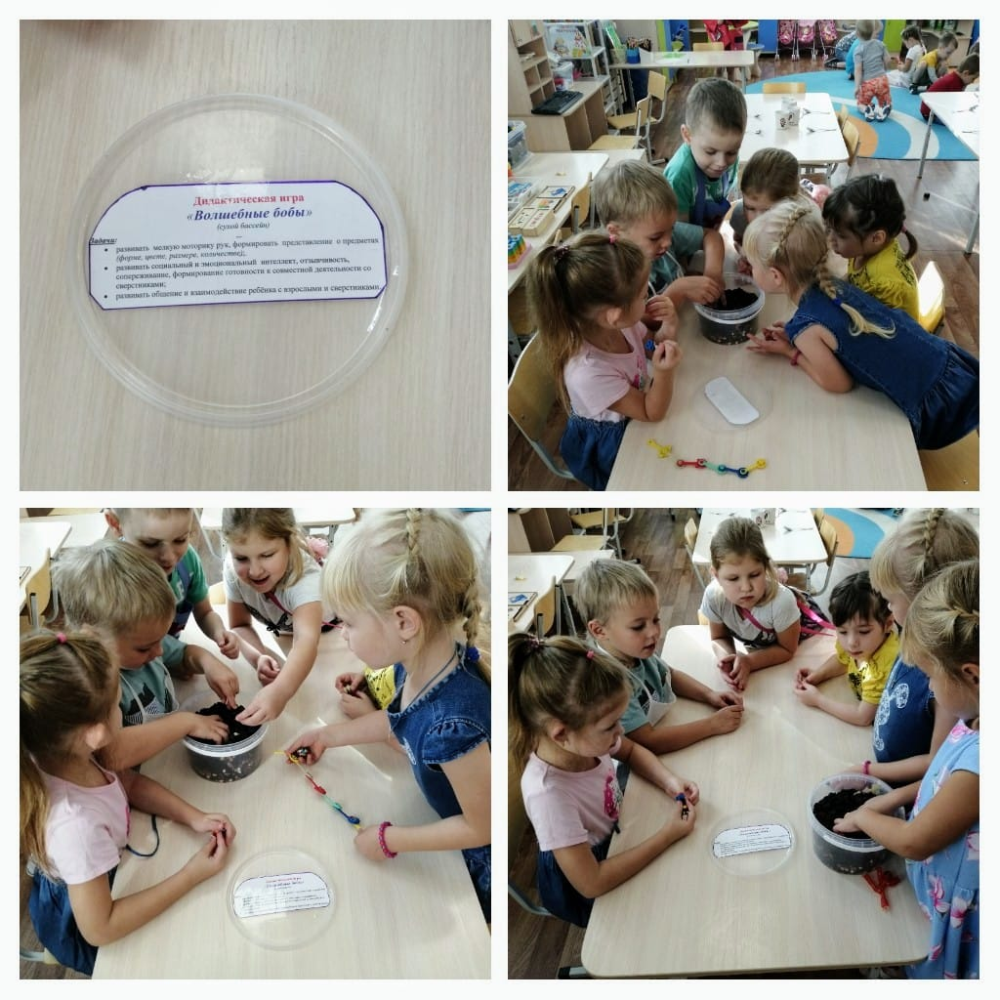 Дидактическая игра
«Волшебные бобы»
(сухой бассейн)
Задачи:
• развивать мелкую моторику рук, формировать представление о предметах
(форме, цвете, размере, количестве);
• развивать социальный и эмоциональный интеллект, отзывчивость,
сопереживание, формирование готовности к совместной деятельности со
сверстниками;
• развивать общение и взаимодействие ребёнка с взрослыми и сверстниками